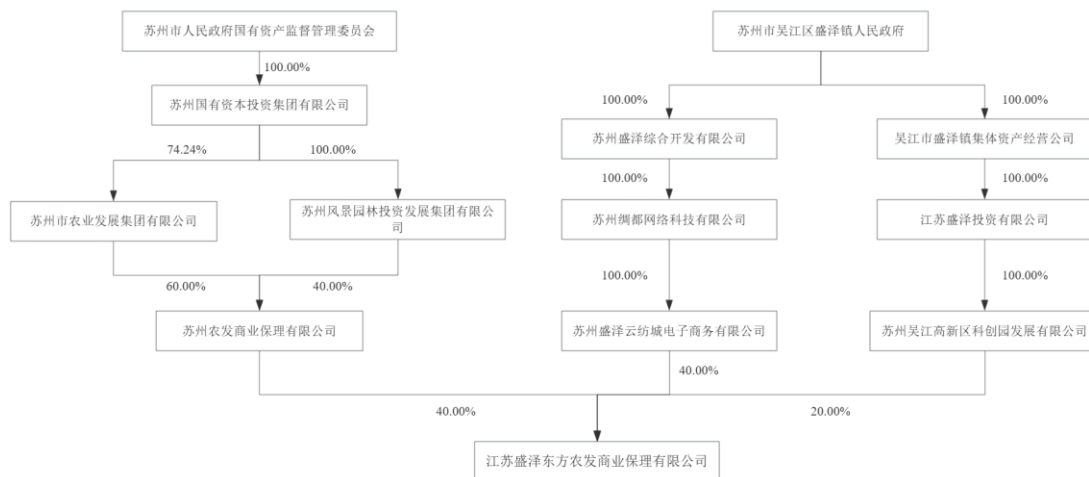 苏州市人民政府国有资产监督管理委员会
苏州市吴江区盛泽镇人民政府
100.00%
苏州国有资本投资集团有限公司
100.00%
100.00%
苏州盛泽综合开发有限公司
吴江市盛泽镇集体资产经营公司
74.24%
100.00%
100.00%
100.00%
苏州市农业发展集团有限公司
苏州风景园林投资发展集团有限公
司
苏州绸都网络科技有限公司
江苏盛泽投资有限公司
60.00%
40.00%
100.00%
100.00%
苏州农发商业保理有限公司
苏州盛泽云纺城电子商务有限公司
苏州吴江高新区科创园发展有限公司
40.00%
40.00%
20.00%
江苏盛泽东方农发商业保理有限公司